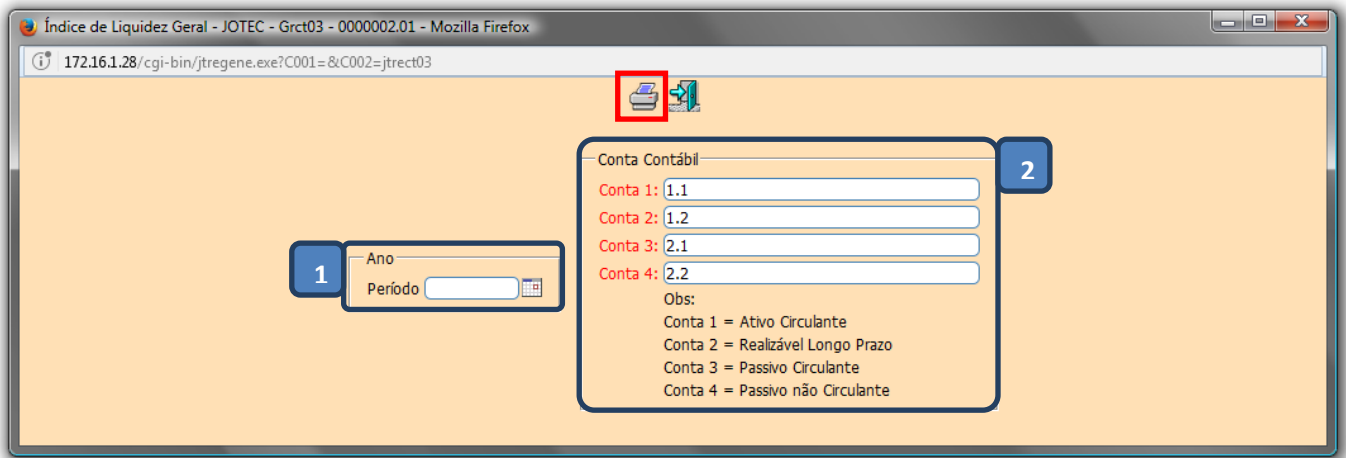 Índice de Liquidez Geral - JOTEC - Grct03 - 0000002.01 - Mozilla Firefox
172.16.1.28/cgi-bin/jtregene.exe?C001=&C002=jtrect03
1
Ano
Período
2
Conta Contábil
Conta 1: 1.1
Conta 2: 1.2
Conta 3: 2.1
Conta 4: 2.2
Obs:
Conta 1 = Ativo Circulante
Conta 2 = Realizável Longo Prazo
Conta 3 = Passivo Circulante
Conta 4 = Passivo não Circulante